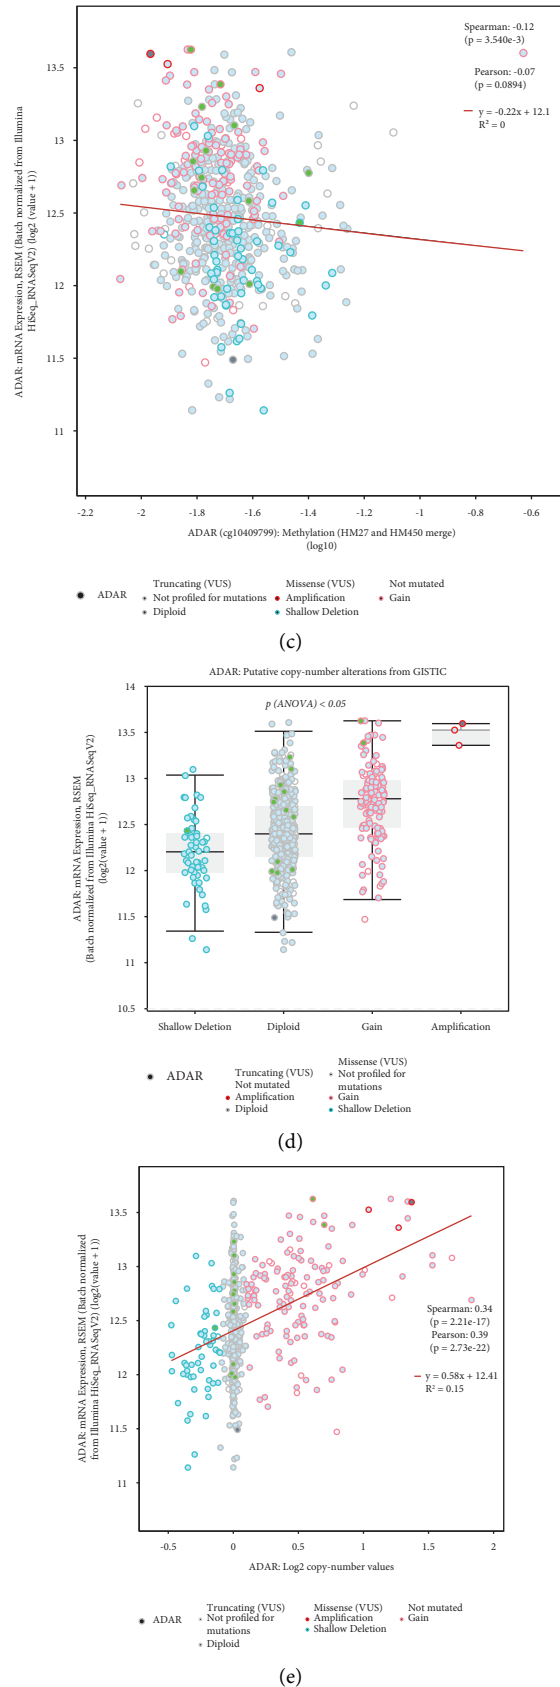 Spearman: -0.12
(p = 3.540e-3)
Pearson: -0.07
(p = 0.0894)
y = -0.22x + 12.1
R² = 0
ADAR: mRNA Expression, RSEM (Batch normalized from Illumina
HiSeq_RNASeqV2) (log2 (value + 1))
13.5
13
12.5
12
11.5
11
-2.2 -2 -1.8 -1.6 -1.4 -1.2 -1 -0.8 -0.6
ADAR (cg10409799): Methylation (HM27 and HM450 merge)
(log10)
ADAR
Truncating (VUS) Missense (VUS) Not mutated
Not profiled for mutations Amplification Gain
Diploid Shallow Deletion
(c)
ADAR: Putative copy-number alterations from GISTIC
p (ANOVA) < 0.05
ADAR: mRNA Expression, RSEM
(Batch normalized from Illumina HiSeq_RNASeqV2)
(log2(value + 1))
14
13.5
13
12.5
12
11.5
11
10.5
Shallow Deletion Diploid Gain Amplification
ADAR
Truncating (VUS)
Not mutated
Amplification
Diploid
Missense (VUS)
Not profiled for
mutations
Gain
Shallow Deletion
(d)
ADAR: mRNA Expression, RSEM (Batch normalized
from Illumina HiSeq_RNASeqV2) (log2(value + 1))
13.5
13
12.5
12
11.5
11
Spearman: 0.34
(p = 2.21e-17)
Pearson: 0.39
(p = 2.73e-22)
y = 0.58x + 12.41
R² = 0.15
-0.5 0 0.5 1 1.5 2
ADAR: Log2 copy-number values
ADAR
Truncating (VUS) Missense (VUS) Not mutated
Not profiled for Amplification Gain
mutations Shallow Deletion
Diploid
(e)